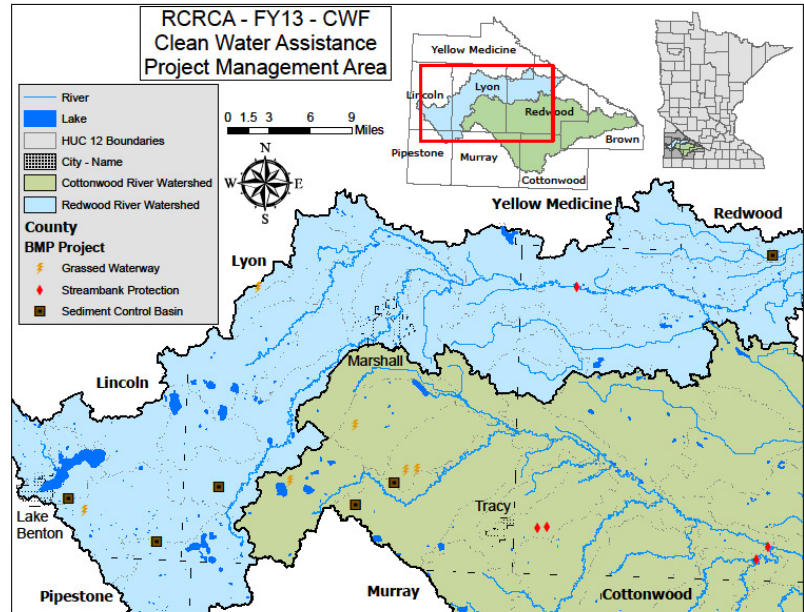 RCRCA - FY13 - CWF
Clean Water Assistance
Project Management Area
River
Lake
HUC 12 Boundaries
City - Name
Cottonwood River Watershed
Redwood River Watershed
County
BMP Project
Grassed Waterway
Streambank Protection
Sediment Control Basin
0 1.5 3 6 9
Miles
N
W E
S
Yellow Medicine
Lincoln
Lyon
Redwood
Brown
Pipestone
Murray
Cottonwood
Yellow Medicine
Redwood
Lyon
Marshall
Lincoln
Lake
Benton
Tracy
Pipestone
Murray
Cottonwood